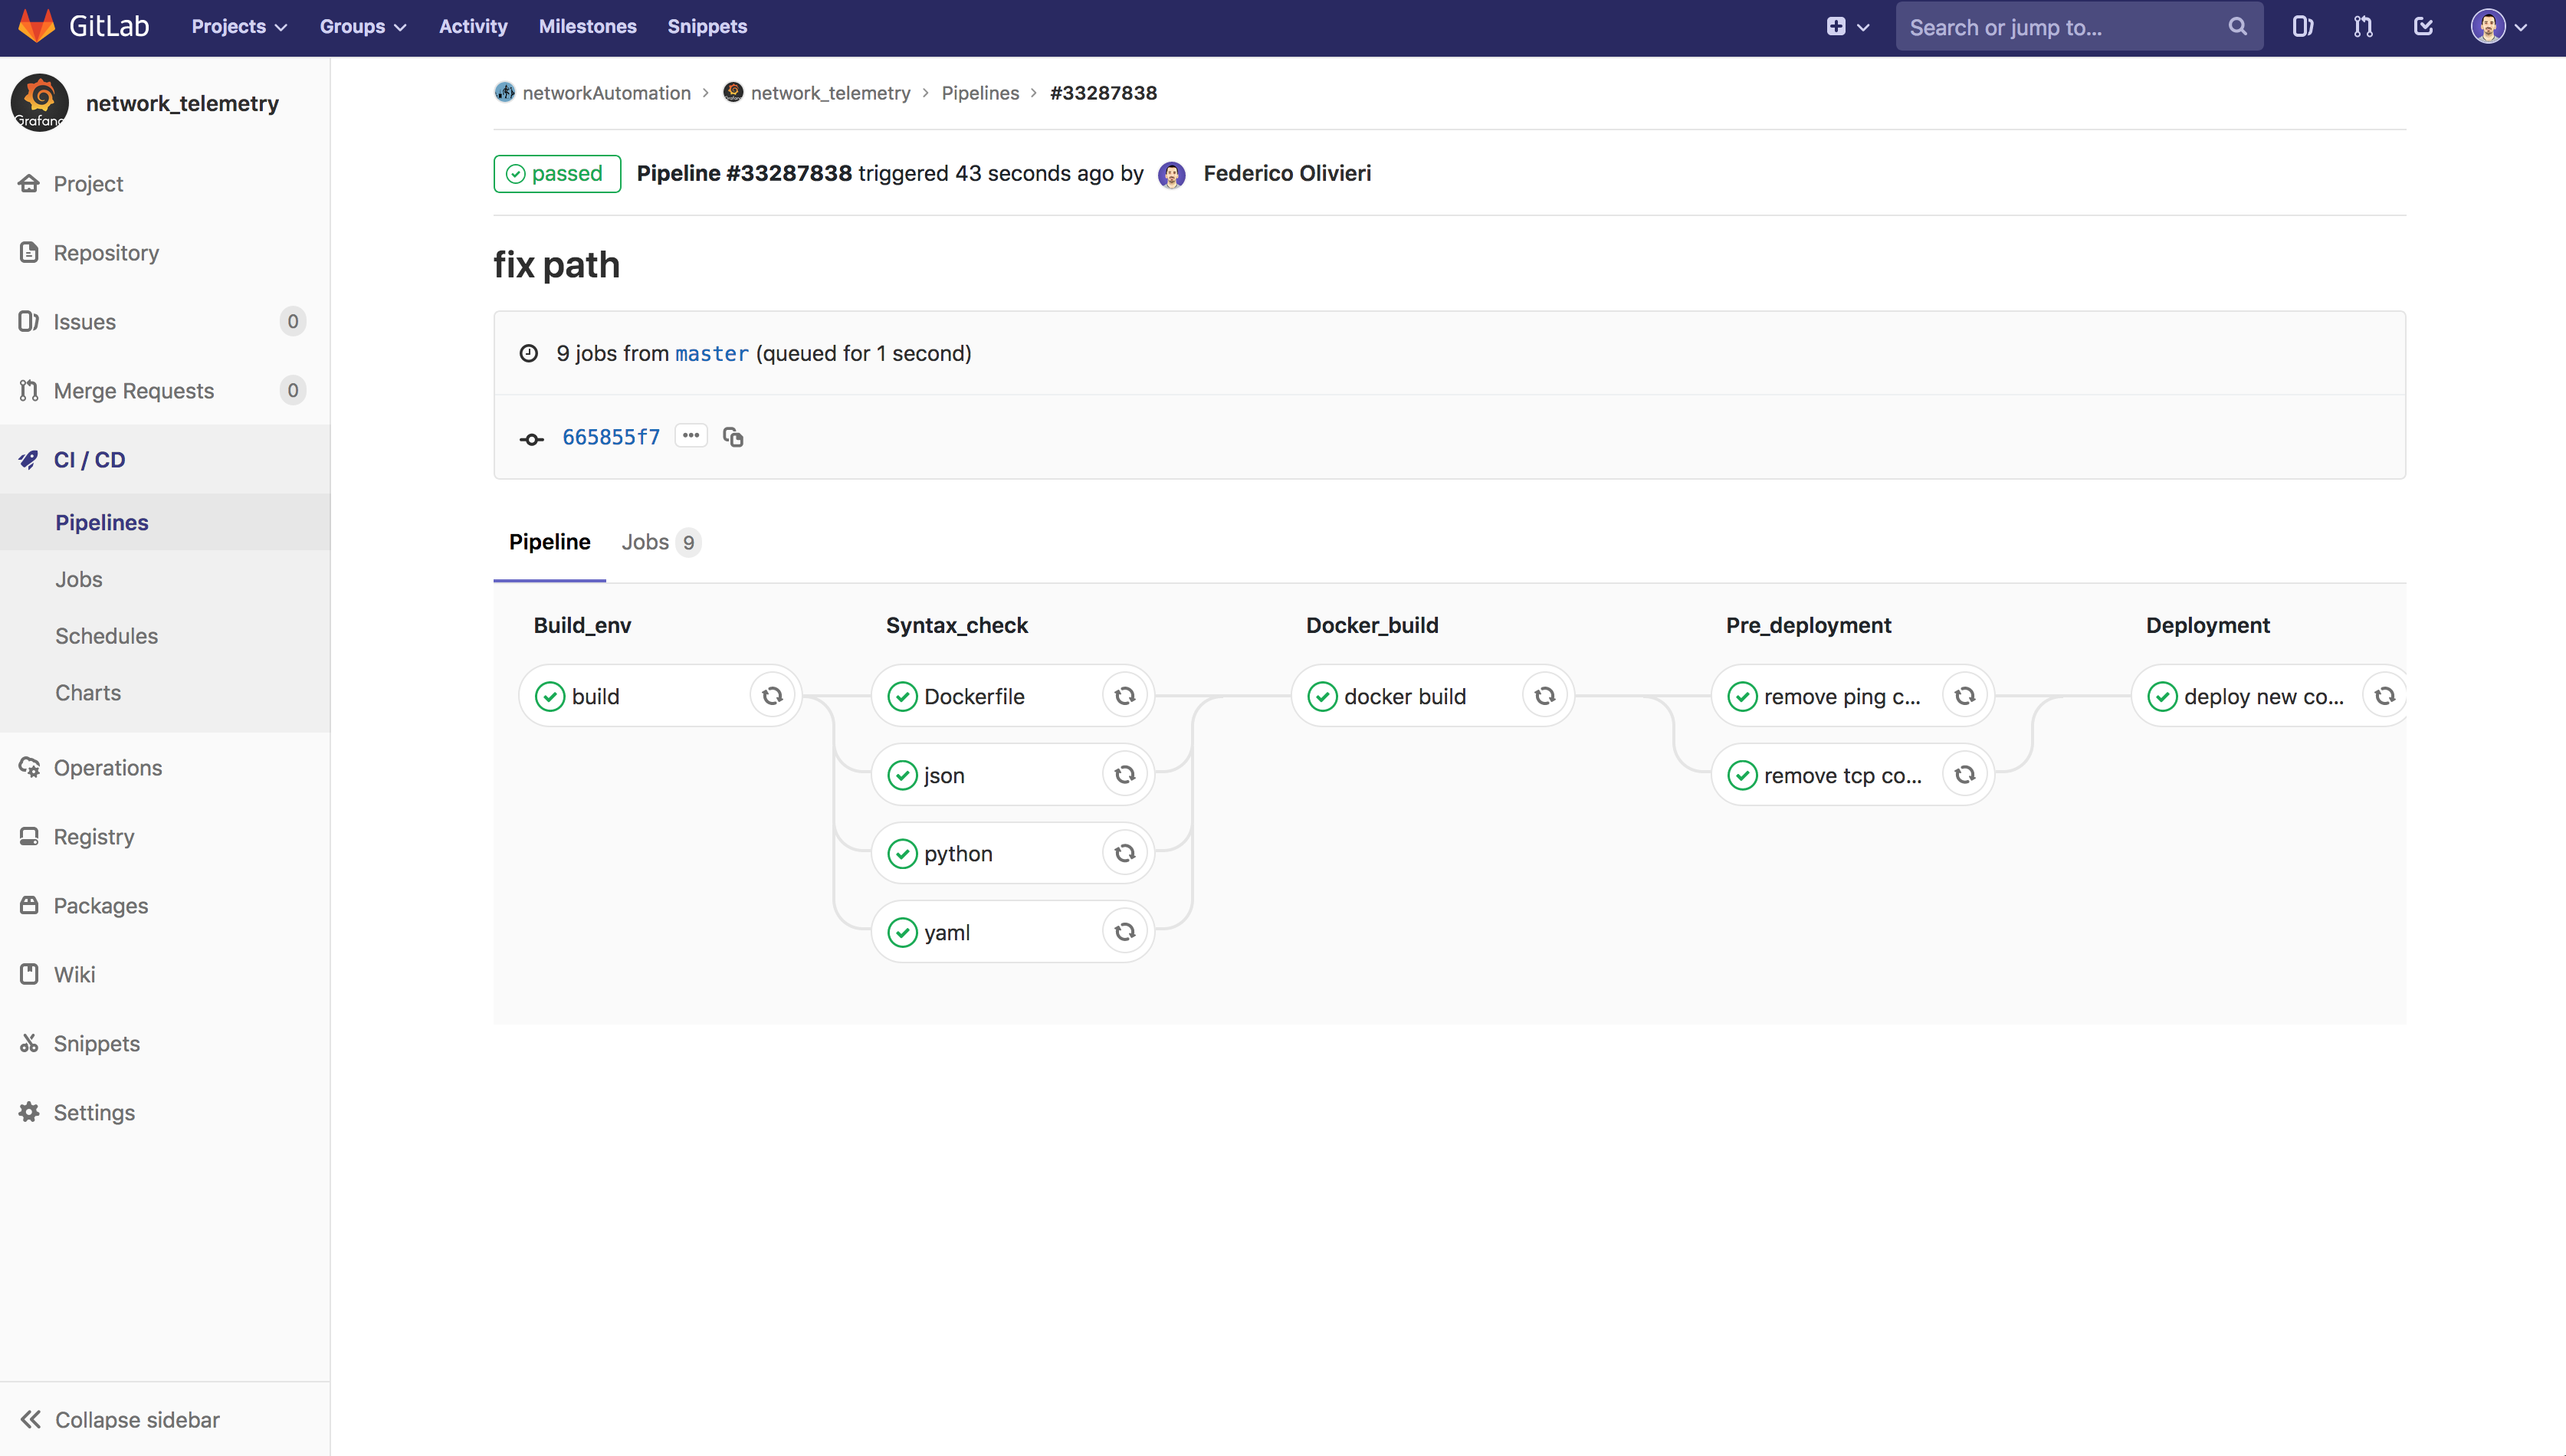 GitLab Projects Groups Activity Milestones Snippets Search or jump to...
Grafana network_telemetry
Project
Repository
Issues 0
Merge Requests 0
CI / CD
Pipelines
Jobs
Schedules
Charts
Operations
Registry
Packages
Wiki
Snippets
Settings
Collapse sidebar
networkAutomation > network_telemetry > Pipelines > #33287838
passed Pipeline #33287838 triggered 43 seconds ago by Federico Olivieri
fix path
9 jobs from master (queued for 1 second)
665855f7 ...
Pipeline Jobs 9
Build_env Syntax_check Docker_build Pre_deployment Deployment
build Dockerfile docker build remove ping c... deploy new co...
json remove tcp co...
python
yaml